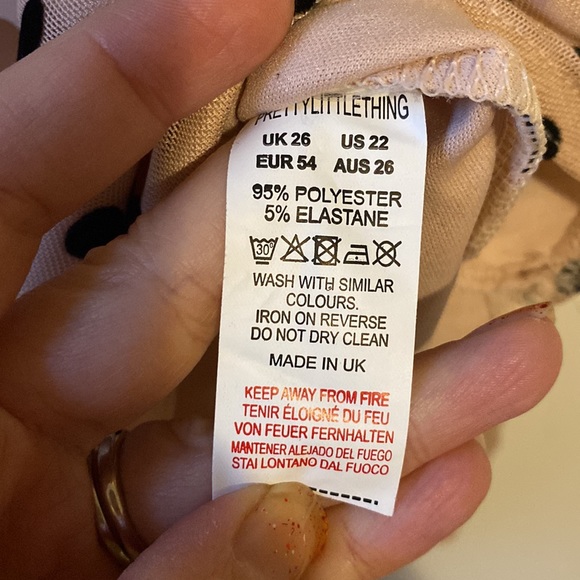 PRETTYLITTLETHING
UK 26 US 22
EUR 54 AUS 26
95% POLYESTER
5% ELASTANE
30°
WASH WITH SIMILAR
COLOURS.
IRON ON REVERSE
DO NOT DRY CLEAN
MADE IN UK
KEEP AWAY FROM FIRE
TENIR ÉLOIGNÉ DU FEU
VON FEUER FERNHALTEN
MANTENER ALEJADO DEL FUEGO
STAI LONTANO DAL FUOCO